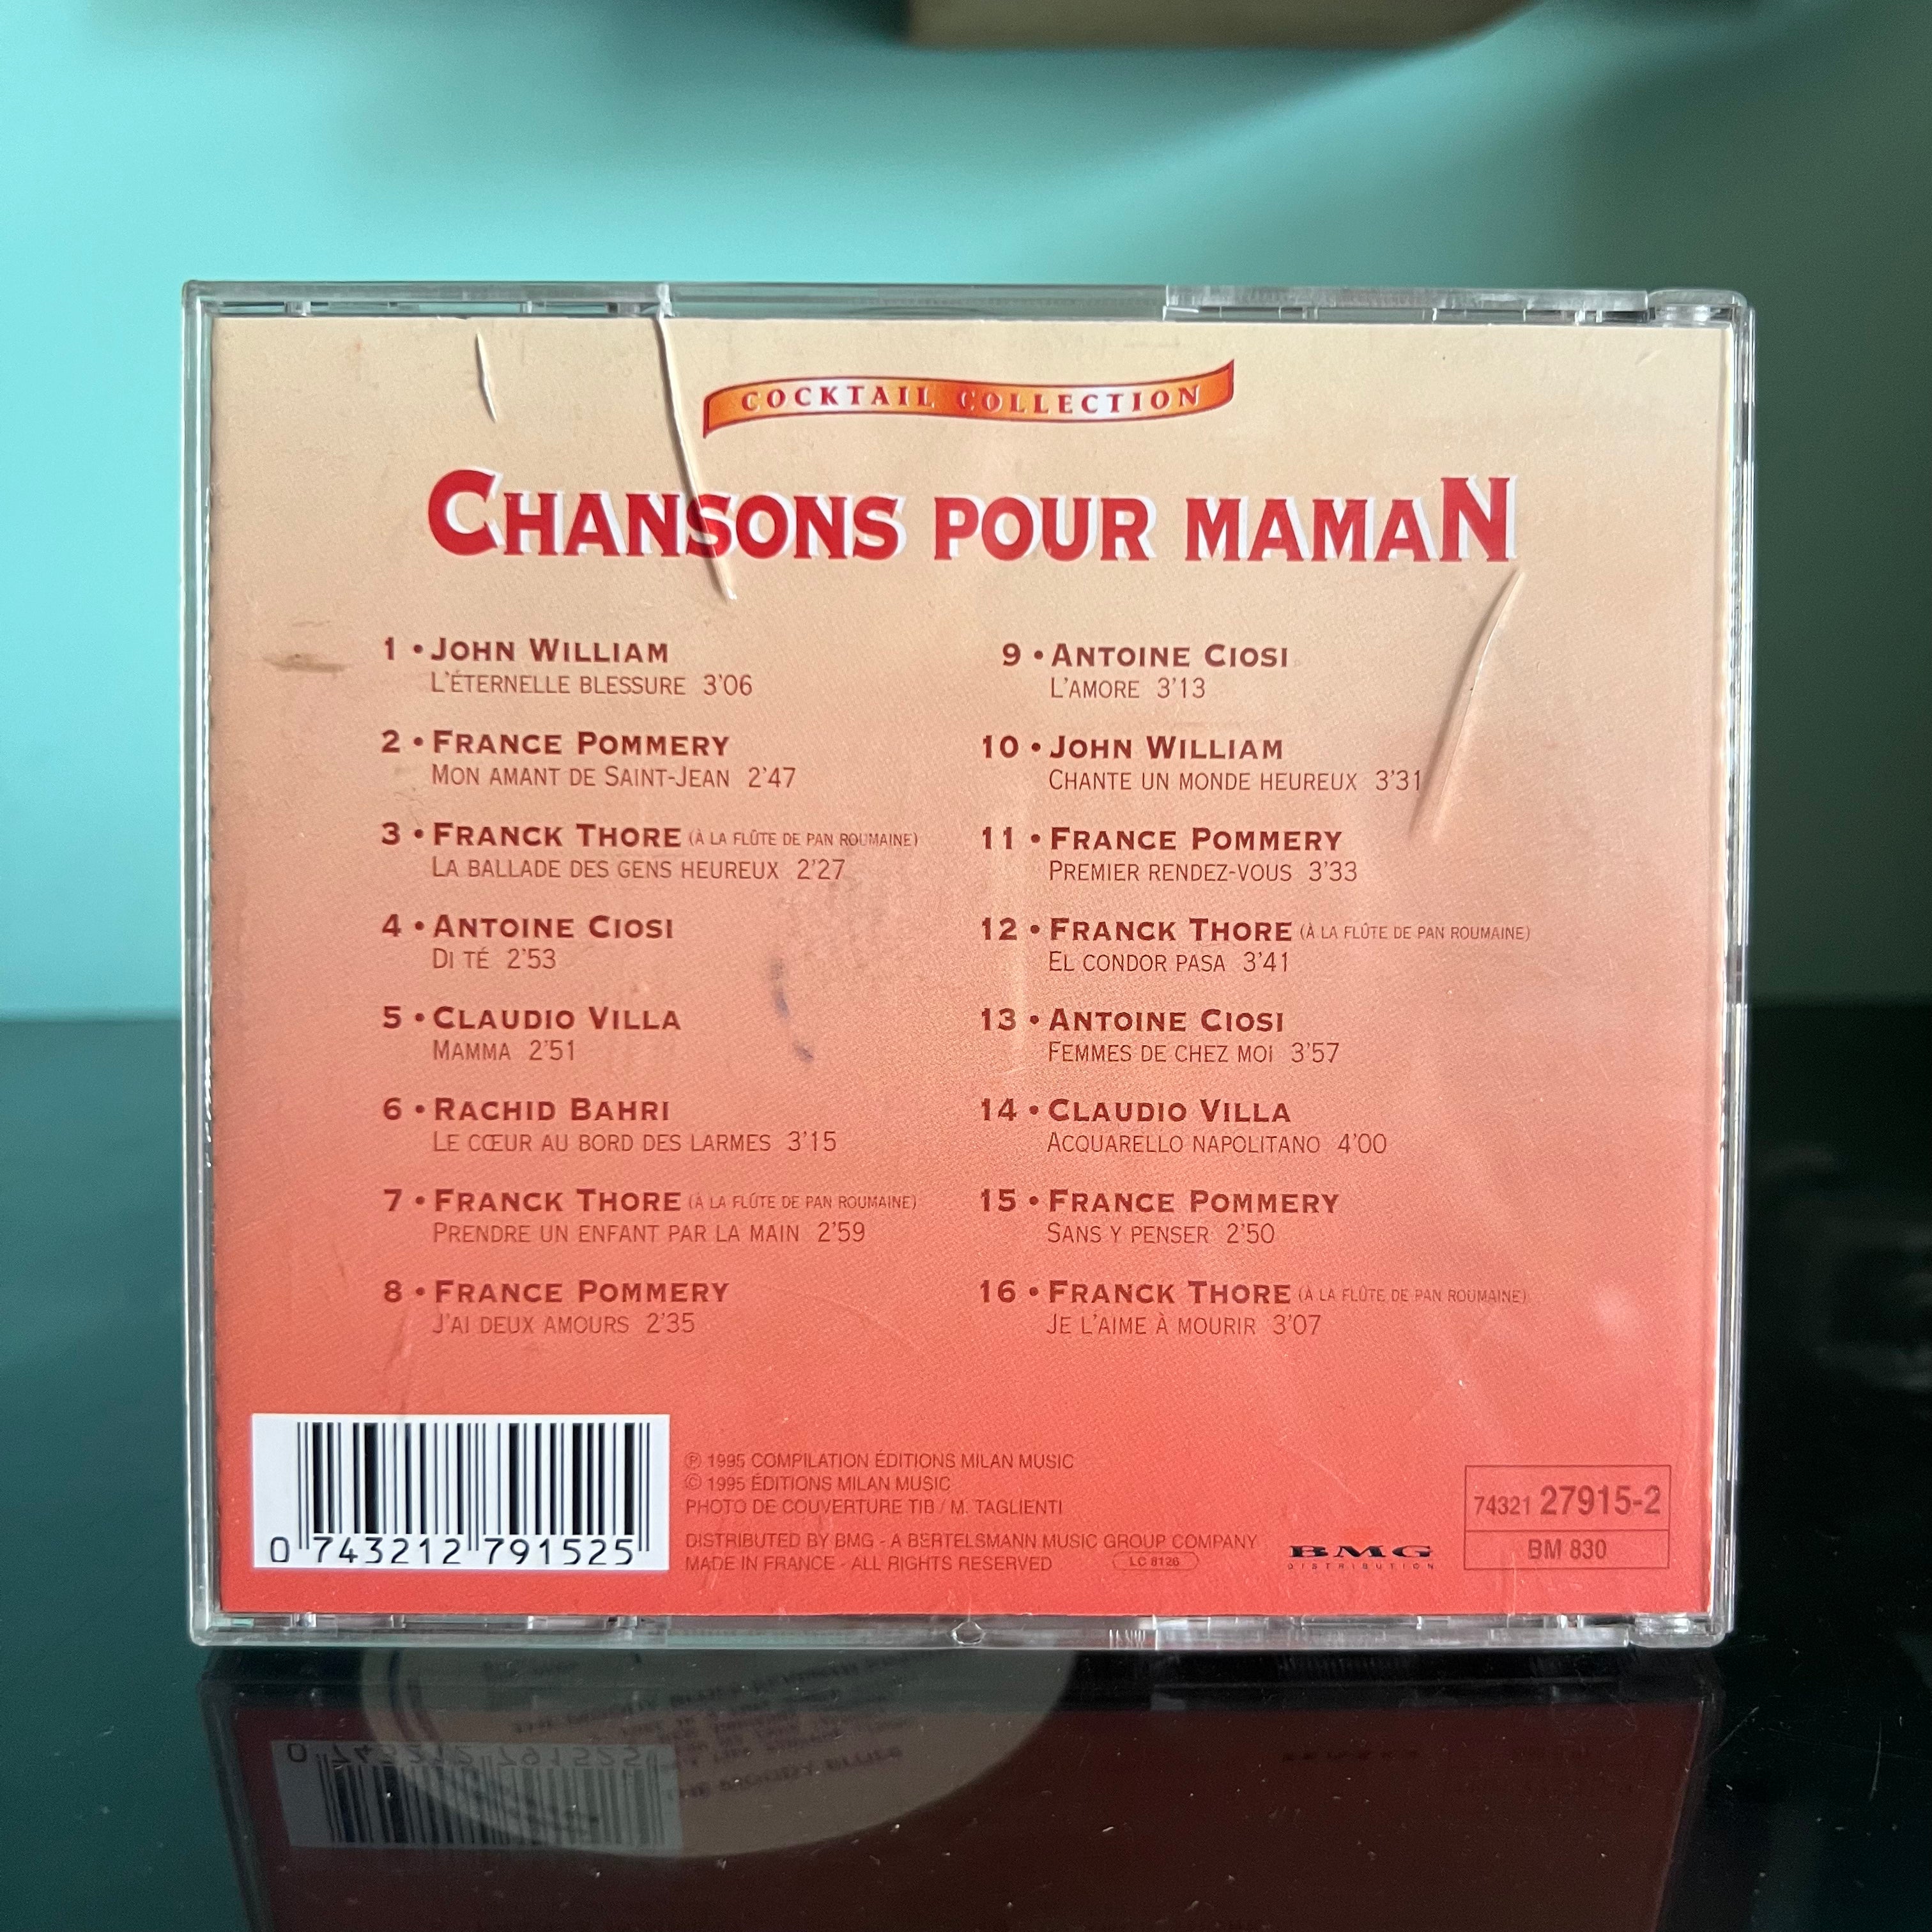 COCKTAIL COLLECTION
CHANSONS POUR MAMAN
1 • JOHN WILLIAM
L'ÉTERNELLE BLESSURE 3'06
2 • FRANCE POMMERY
MON AMANT DE SAINT-JEAN 2'47
3 • FRANCK THORE (À LA FLÛTE DE PAN ROUMAINE)
LA BALLADE DES GENS HEUREUX 2'27
4 • ANTOINE CIOSI
DI TÉ 2'53
5 • CLAUDIO VILLA
MAMMA 2'51
6 • RACHID BAHRI
LE CŒUR AU BORD DES LARMES 3'15
7 • FRANCK THORE (À LA FLÛTE DE PAN ROUMAINE)
PRENDRE UN ENFANT PAR LA MAIN 2'59
8 • FRANCE POMMERY
J'AI DEUX AMOURS 2'35
9 • ANTOINE CIOSI
L'AMORE 3'13
10 • JOHN WILLIAM
CHANTE UN MONDE HEUREUX 3'31
11 • FRANCE POMMERY
PREMIER RENDEZ-VOUS 3'33
12 • FRANCK THORE (À LA FLÛTE DE PAN ROUMAINE)
EL CONDOR PASA 3'41
13 • ANTOINE CIOSI
FEMMES DE CHEZ MOI 3'57
14 • CLAUDIO VILLA
ACQUARELLO NAPOLITANO 4'00
15 • FRANCE POMMERY
SANS Y PENSER 2'50
16 • FRANCK THORE (À LA FLÛTE DE PAN ROUMAINE)
JE L'AIME À MOURIR 3'07
0 743212 791525
℗ 1995 COMPILATION ÉDITIONS MILAN MUSIC
© 1995 ÉDITIONS MILAN MUSIC
PHOTO DE COUVERTURE TIB / M. TAGLIENTI
DISTRIBUTED BY BMG - A BERTELSMANN MUSIC GROUP COMPANY
MADE IN FRANCE - ALL RIGHTS RESERVED LC 8126
BMG
DISTRIBUTION
74321 27915-2
BM 830